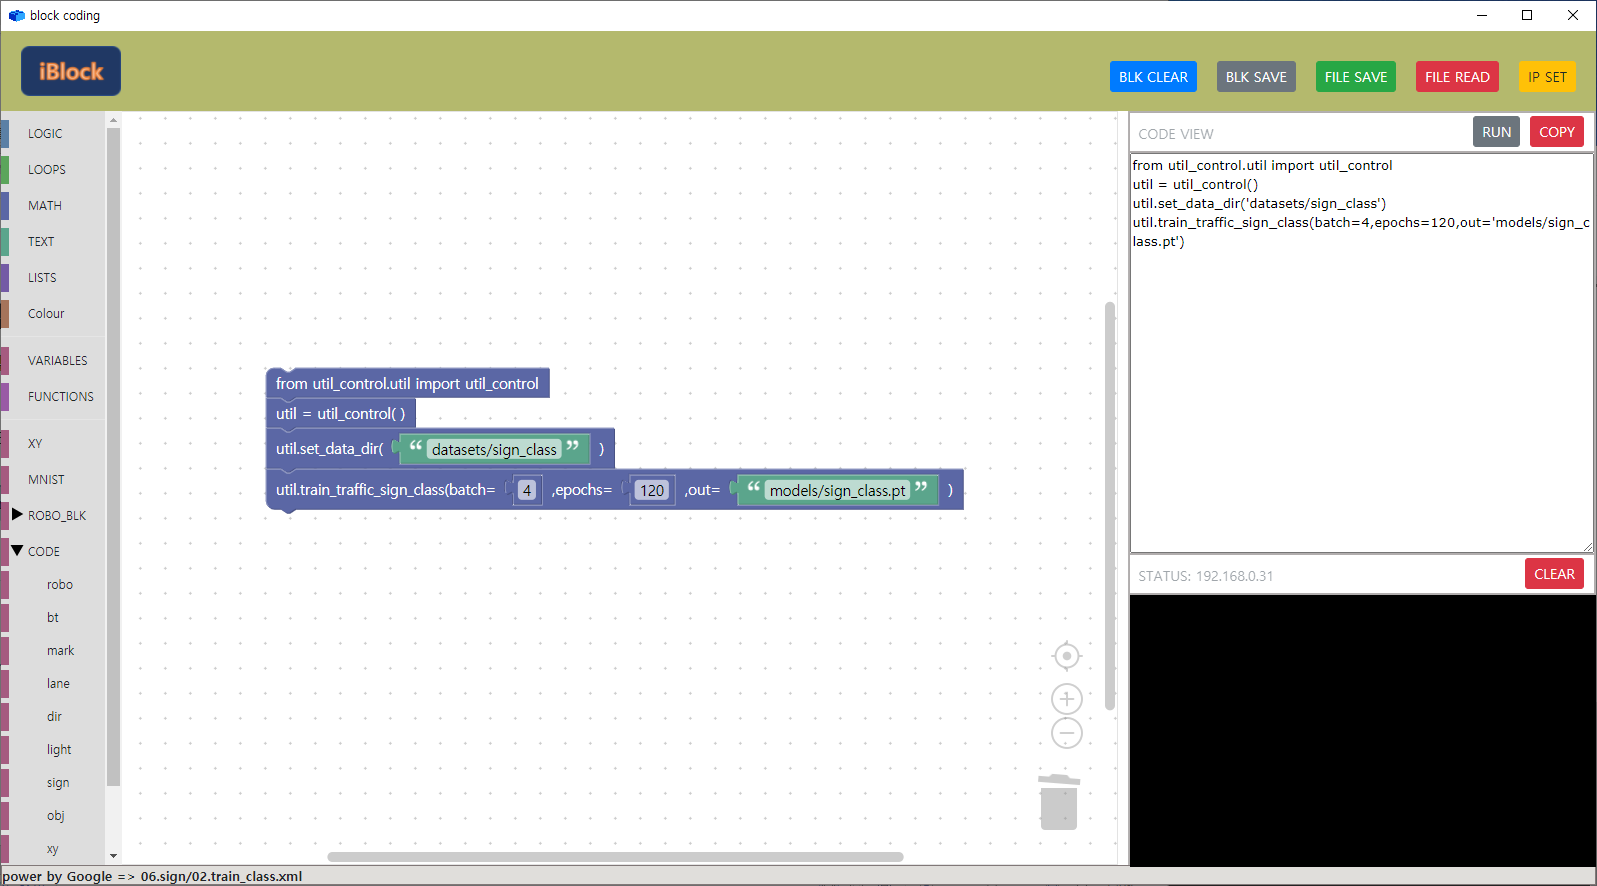 block coding
iBlock
BLK CLEAR
BLK SAVE
FILE SAVE
FILE READ
IP SET
LOGIC
LOOPS
MATH
TEXT
LISTS
Colour
VARIABLES
FUNCTIONS
XY
MNIST
ROBO_BLK
CODE
robo
bt
mark
lane
dir
light
sign
obj
xy
from util_control.util import util_control
util = util_control( )
util.set_data_dir( “ datasets/sign_class ” )
util.train_traffic_sign_class(batch= 4 ,epochs= 120 ,out= “ models/sign_class.pt ” )
CODE VIEW
RUN
COPY
from util_control.util import util_control
util = util_control()
util.set_data_dir('datasets/sign_class')
util.train_traffic_sign_class(batch=4,epochs=120,out='models/sign_c
lass.pt')
STATUS: 192.168.0.31
CLEAR
power by Google => 06.sign/02.train_class.xml